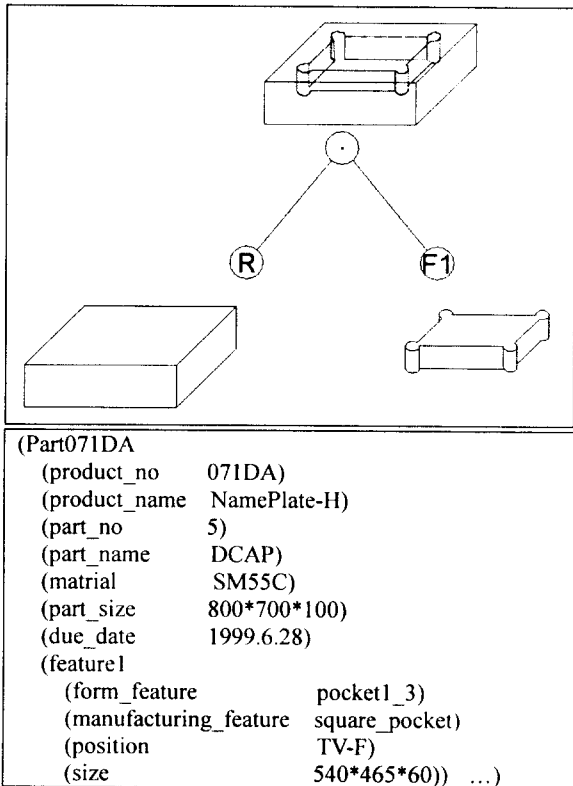 R
F1
(Part071DA
(product_no 071DA)
(product_name NamePlate-H)
(part_no 5)
(part_name DCAP)
(matrial SM55C)
(part_size 800*700*100)
(due_date 1999.6.28)
(feature1
(form_feature pocket1_3)
(manufacturing_feature square_pocket)
(position TV-F)
(size 540*465*60)) ...)